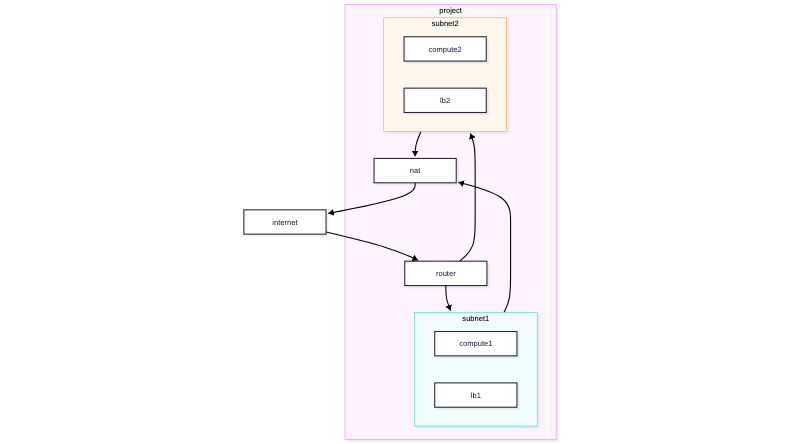 project
subnet2
compute2
lb2
nat
internet
router
subnet1
compute1
lb1